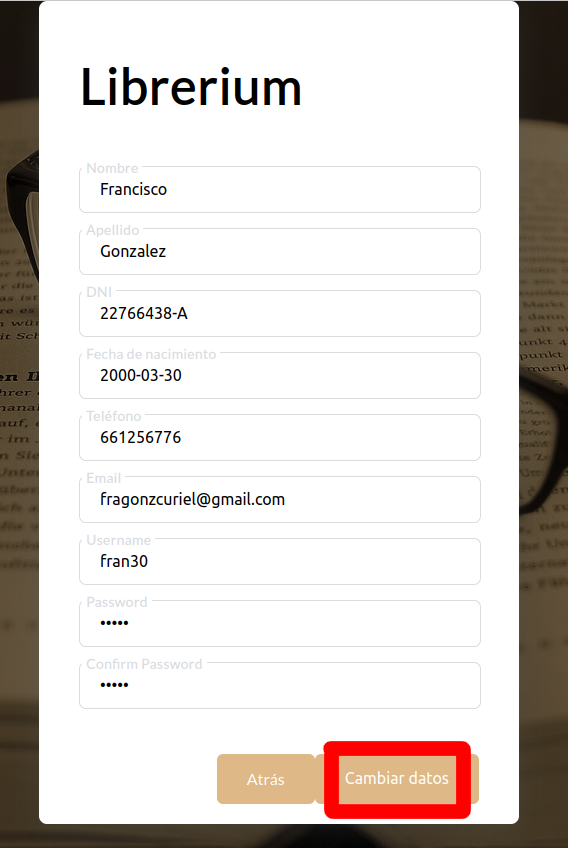 Librerium
Nombre
Francisco
Apellido
Gonzalez
DNI
22766438-A
Fecha de nacimiento
2000-03-30
Teléfono
661256776
Email
fragonzcuriel@gmail.com
Username
fran30
Password
•••••
Confirm Password
•••••
Atrás
Cambiar datos